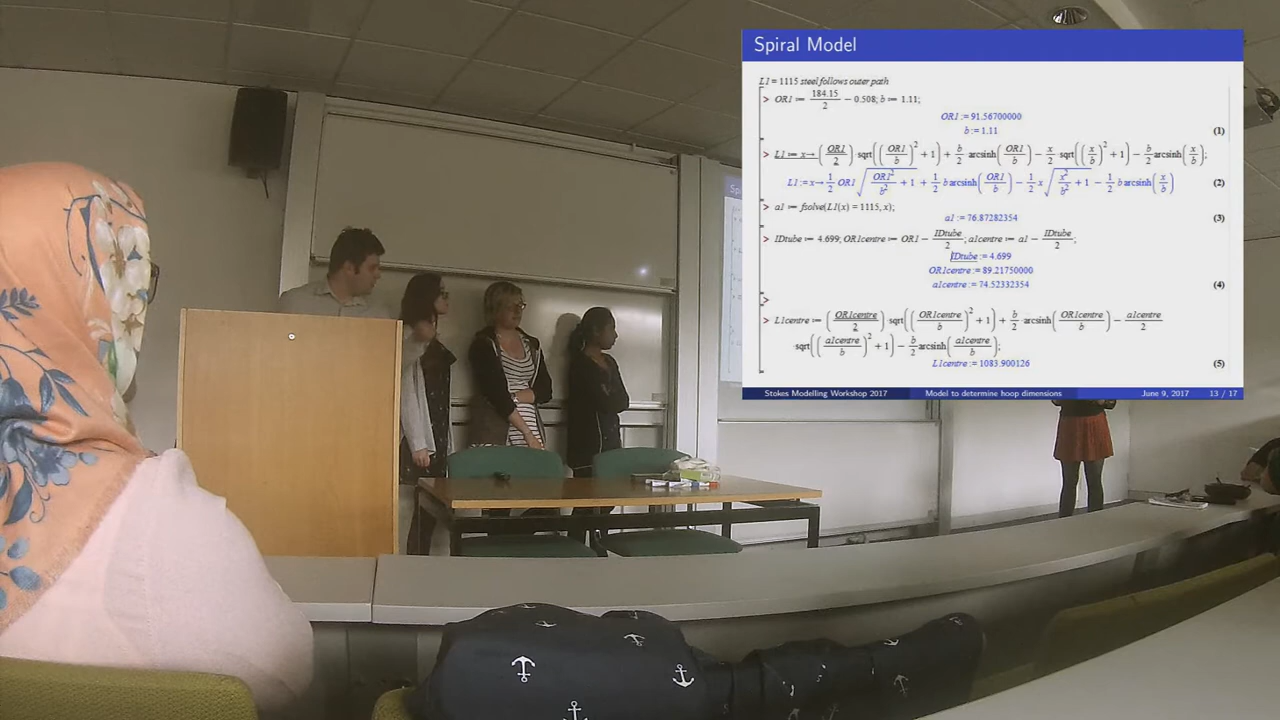 Spiral Model
L1 = 1115 steel follows outer path
> OR1 := 184.15/2 − 0.508; b := 1.11;
OR1 := 91.56700000
b := 1.11 (1)
> L1 := x→ (OR1/2) sqrt((OR1/b)^2 + 1) + b/2 arcsinh(OR1/b) − x/2 sqrt((x/b)^2 + 1) − b/2 arcsinh(x/b);
L1 := x→ 1/2 OR1 √(OR1^2/b^2 + 1) + 1/2 b arcsinh(OR1/b) − 1/2 x √(x^2/b^2 + 1) − 1/2 b arcsinh(x/b) (2)
> a1 := fsolve(L1(x) = 1115, x);
a1 := 76.87282354 (3)
> IDtube := 4.699; OR1centre := OR1 − IDtube/2; a1centre := a1 − IDtube/2;
IDtube := 4.699
OR1centre := 89.21750000
a1centre := 74.52332354 (4)
>
> L1centre := (OR1centre/2) sqrt((OR1centre/b)^2 + 1) + b/2 arcsinh(OR1centre/b) − a1centre/2
sqrt((a1centre/b)^2 + 1) − b/2 arcsinh(a1centre/b);
L1centre := 1083.900126 (5)
Stokes Modelling Workshop 2017 Model to determine hoop dimensions June 9, 2017 13 / 17